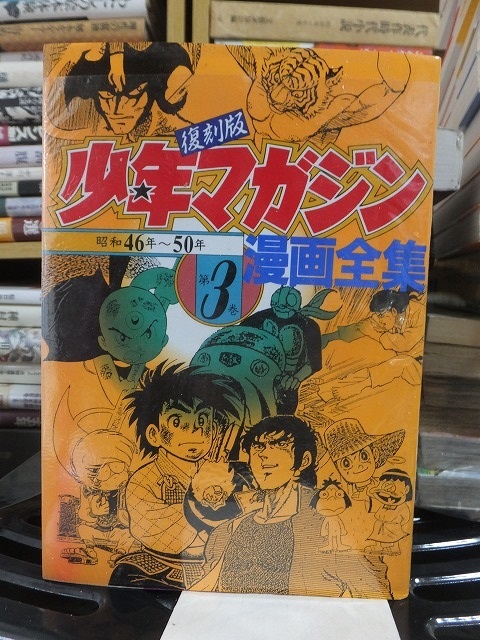 復刻版
少年マガジン
昭和46年〜50年
漫画全集
第3巻